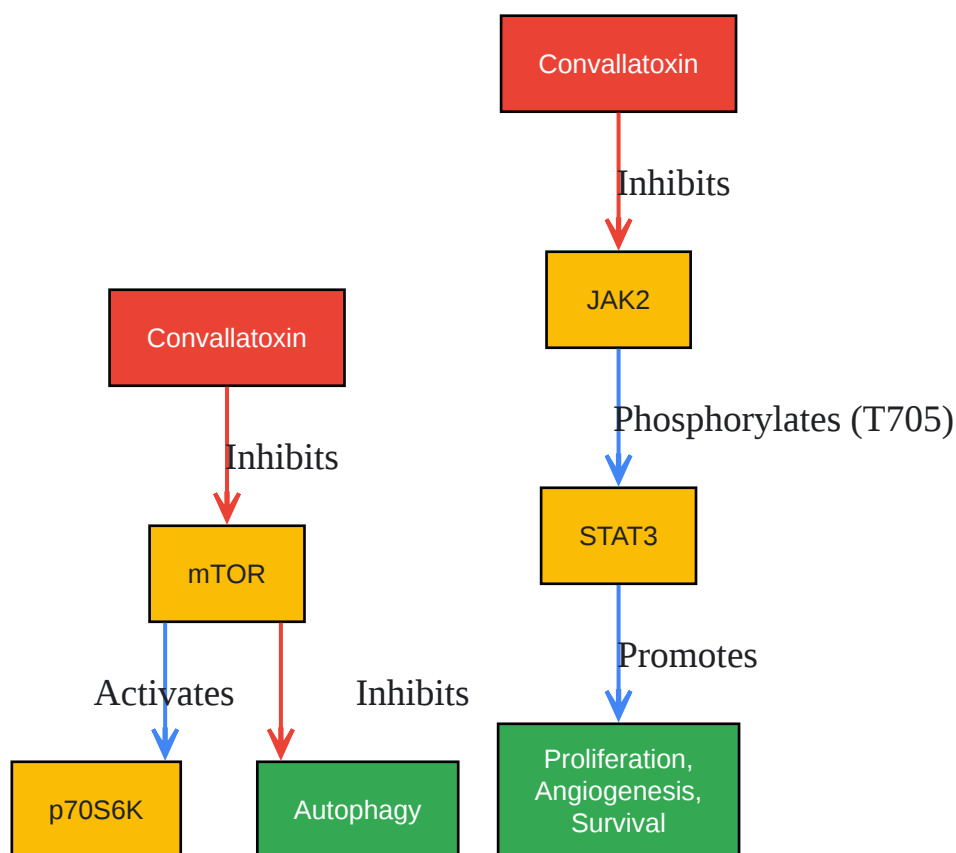 Convallatoxin
Inhibits
JAK2
Phosphorylates (T705)
STAT3
Promotes
Proliferation,
Angiogenesis,
Survival
Convallatoxin
Inhibits
mTOR
Activates
Inhibits
p70S6K
Autophagy